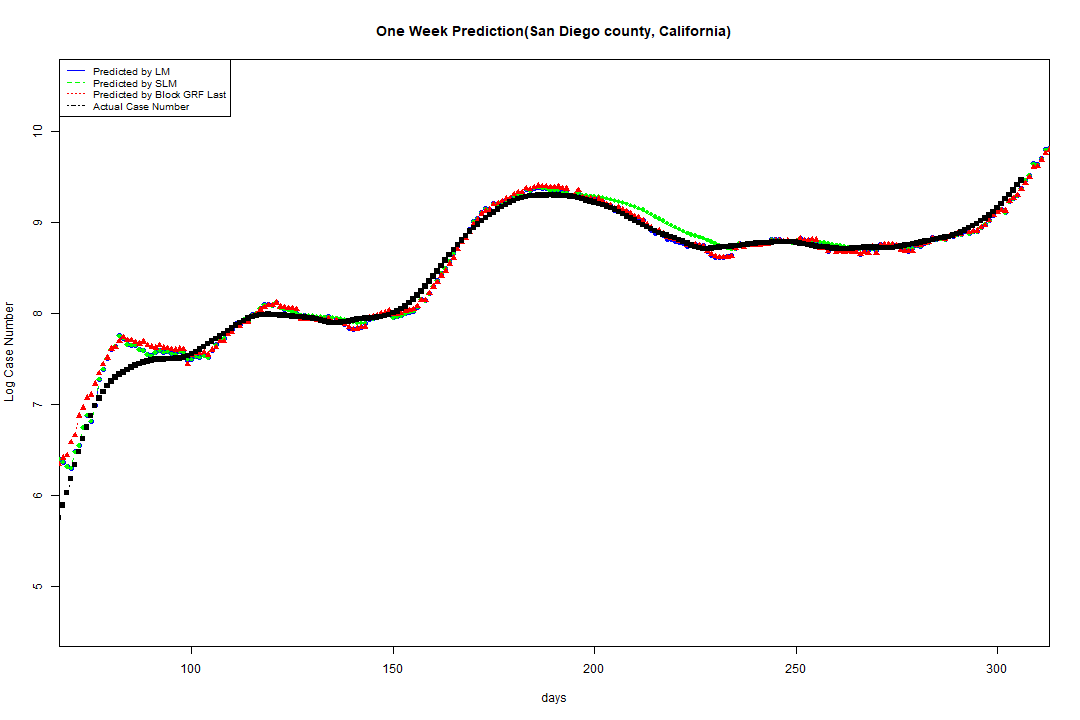 One Week Prediction(San Diego county, California)
Predicted by LM
Predicted by SLM
Predicted by Block GRF Last
Actual Case Number
10
9
8
7
6
5
Log Case Number
100 150 200 250 300
days